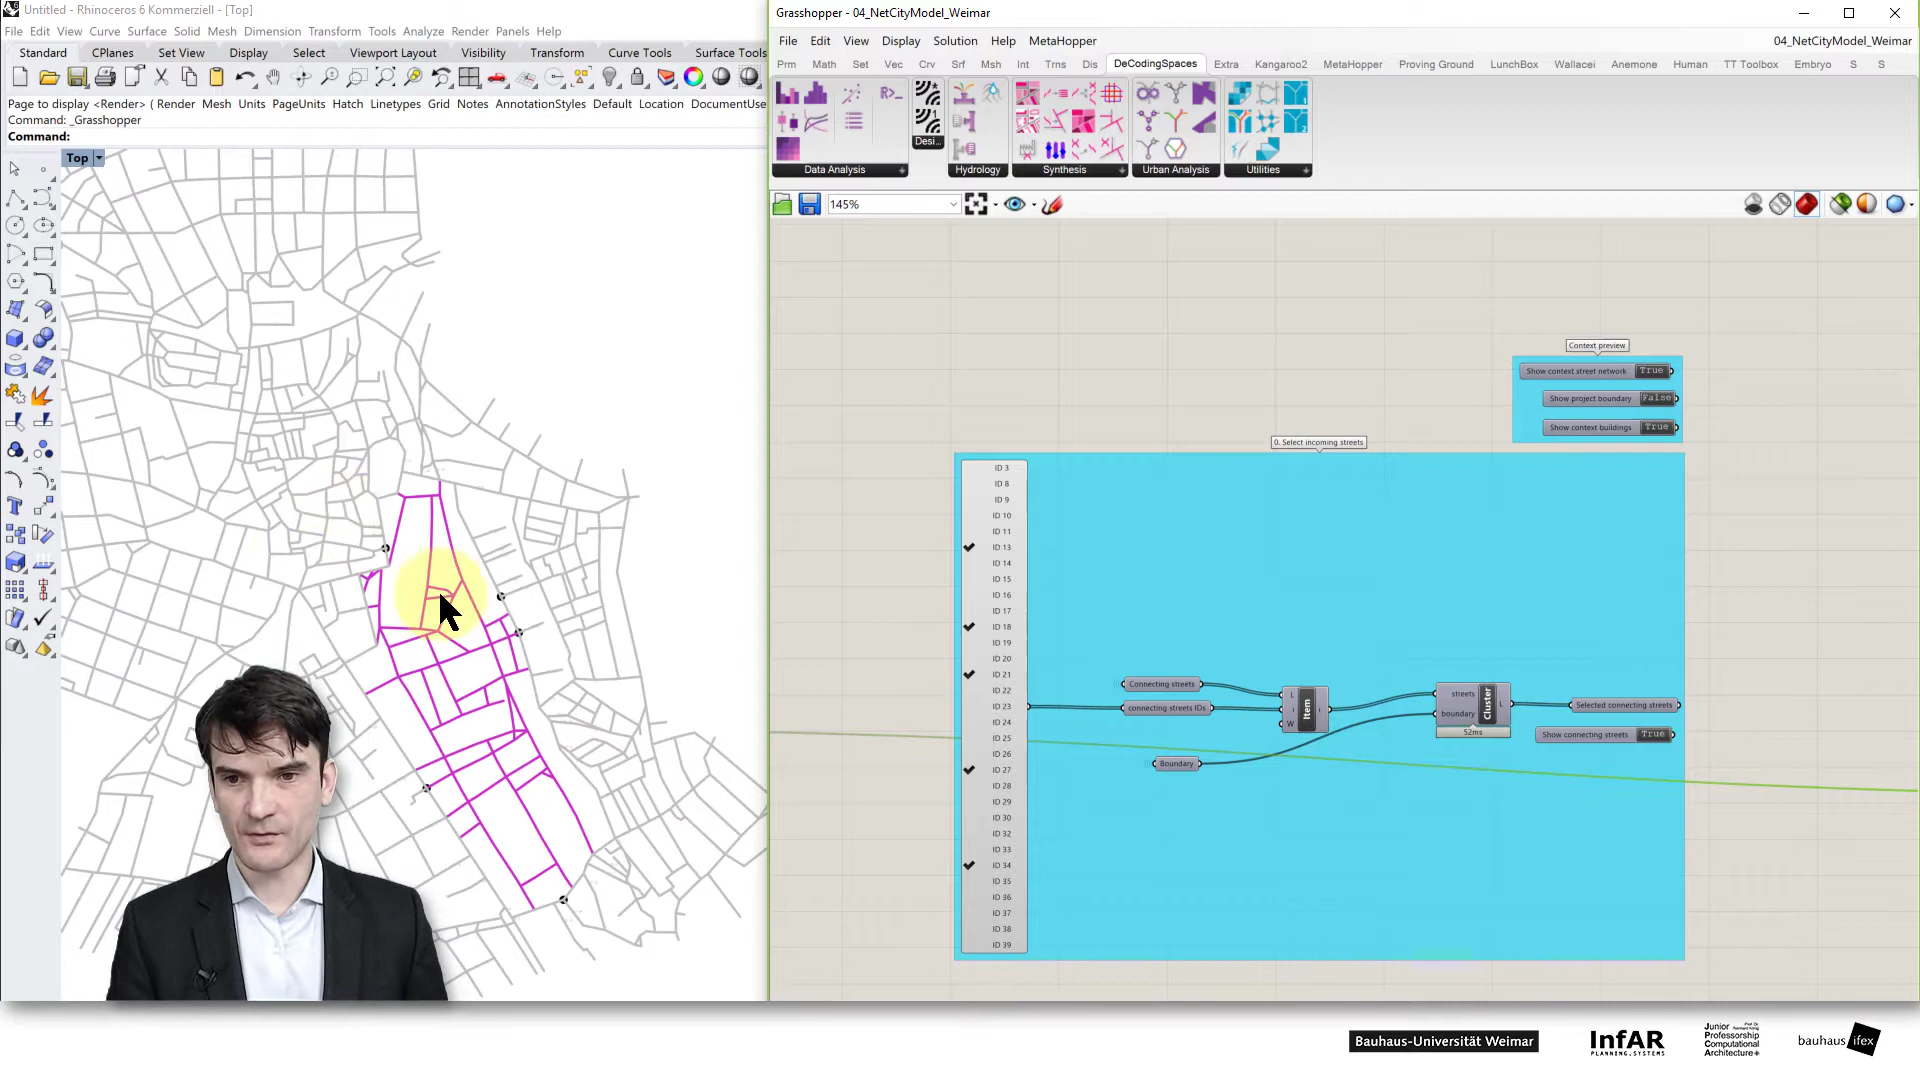 Untitled - Rhinoceros 6 Kommerziell - [Top]
File Edit View Curve Surface Solid Mesh Dimension Transform Tools Analyze Render Panels Help
Standard CPlanes Set View Display Select Viewport Layout Visibility Transform Curve Tools Surface Tools
Page to display <Render> ( Render Mesh Units PageUnits Hatch Linetypes Grid Notes AnnotationStyles Default Location DocumentUse
Command: _Grasshopper
Command:
Top
Grasshopper - 04_NetCityModel_Weimar
File Edit View Display Solution Help MetaHopper
04_NetCityModel_Weimar
Prm Math Set Vec Crv Srf Msh Int Trns Dis DeCodingSpaces Extra Kangaroo2 MetaHopper Proving Ground LunchBox Wallacei Anemone Human TT Toolbox Embryo S S
Desi...
Data Analysis Hydrology Synthesis Urban Analysis Utilities
145%
Context preview
Show context street network True
Show project boundary False
Show context buildings True
0. Select incoming streets
ID 3
ID 8
ID 9
ID 10
ID 11
ID 13
ID 14
ID 15
ID 16
ID 17
ID 18
ID 19
ID 20
ID 21
ID 22
ID 23
ID 24
ID 25
ID 26
ID 27
ID 28
ID 29
ID 30
ID 32
ID 33
ID 34
ID 35
ID 36
ID 37
ID 38
ID 39
Connecting streets
connecting streets IDs
Boundary
L
i
W
Item
i
streets
boundary
Cluster
L
52ms
Selected connecting streets
Show connecting streets True
Bauhaus-Universität Weimar
InfAR
PLANNING.SYSTEMS
Junior
Professorship
Computational
Architecture
bauhaus ifex